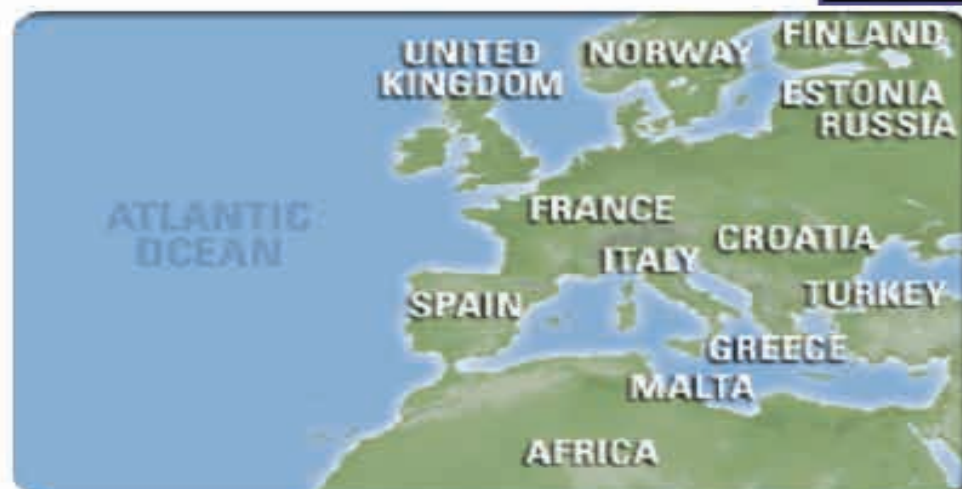 UNITED
KINGDOM
NORWAY
FINLAND
ESTONIA
RUSSIA
ATLANTIC
OCEAN
FRANCE
CROATIA
ITALY
SPAIN
TURKEY
GREECE
MALTA
AFRICA